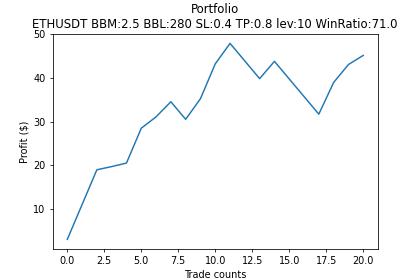 Portfolio
ETHUSDT BBM:2.5 BBL:280 SL:0.4 TP:0.8 lev:10 WinRatio:71.0
50
40
30
20
10
Profit ($)
0.0 2.5 5.0 7.5 10.0 12.5 15.0 17.5 20.0
Trade counts